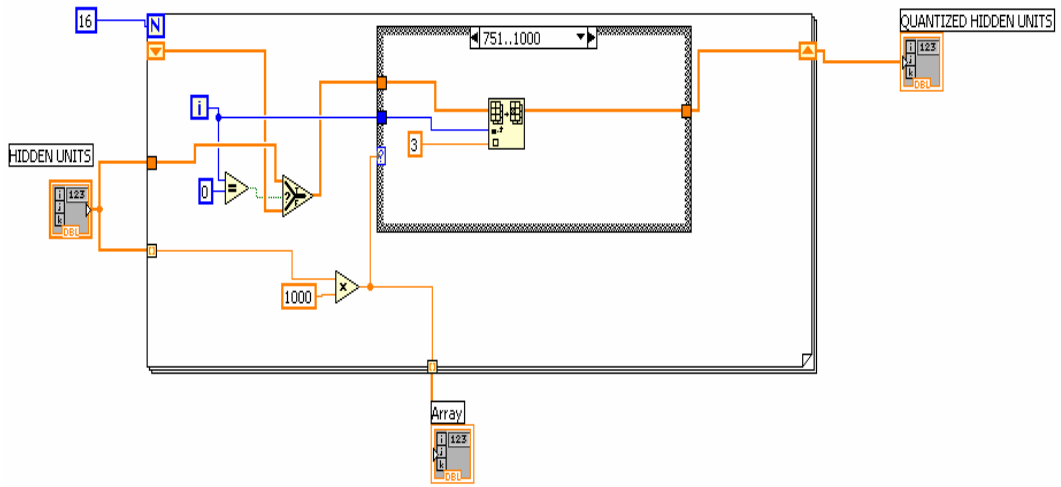 16
N
751..1000
QUANTIZED HIDDEN UNITS
i
j
k
123
DBL
i
3
?
HIDDEN UNITS
i
j
k
123
DBL
0
=
?
T
F
1000
x
Array
i
j
k
123
DBL